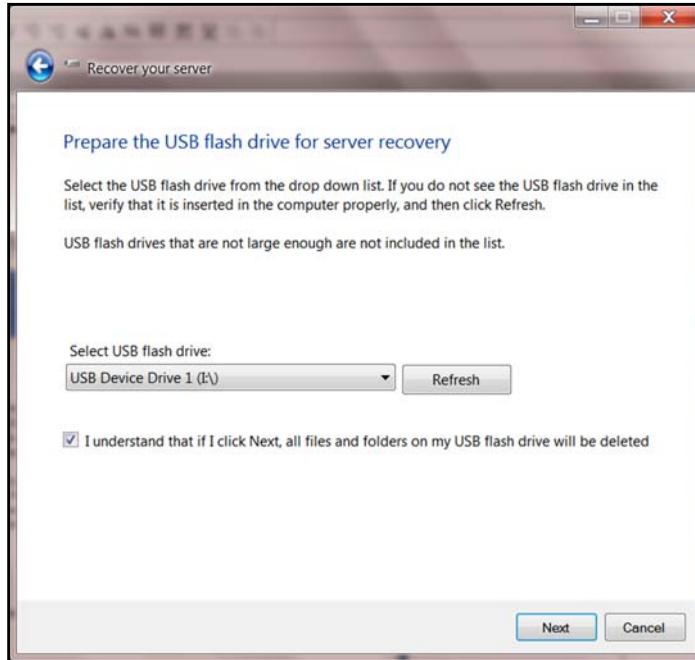 Recover your server
Prepare the USB flash drive for server recovery
Select the USB flash drive from the drop down list. If you do not see the USB flash drive in the
list, verify that it is inserted in the computer properly, and then click Refresh.
USB flash drives that are not large enough are not included in the list.
Select USB flash drive:
USB Device Drive 1 (I:\)
Refresh
I understand that if I click Next, all files and folders on my USB flash drive will be deleted
Next Cancel